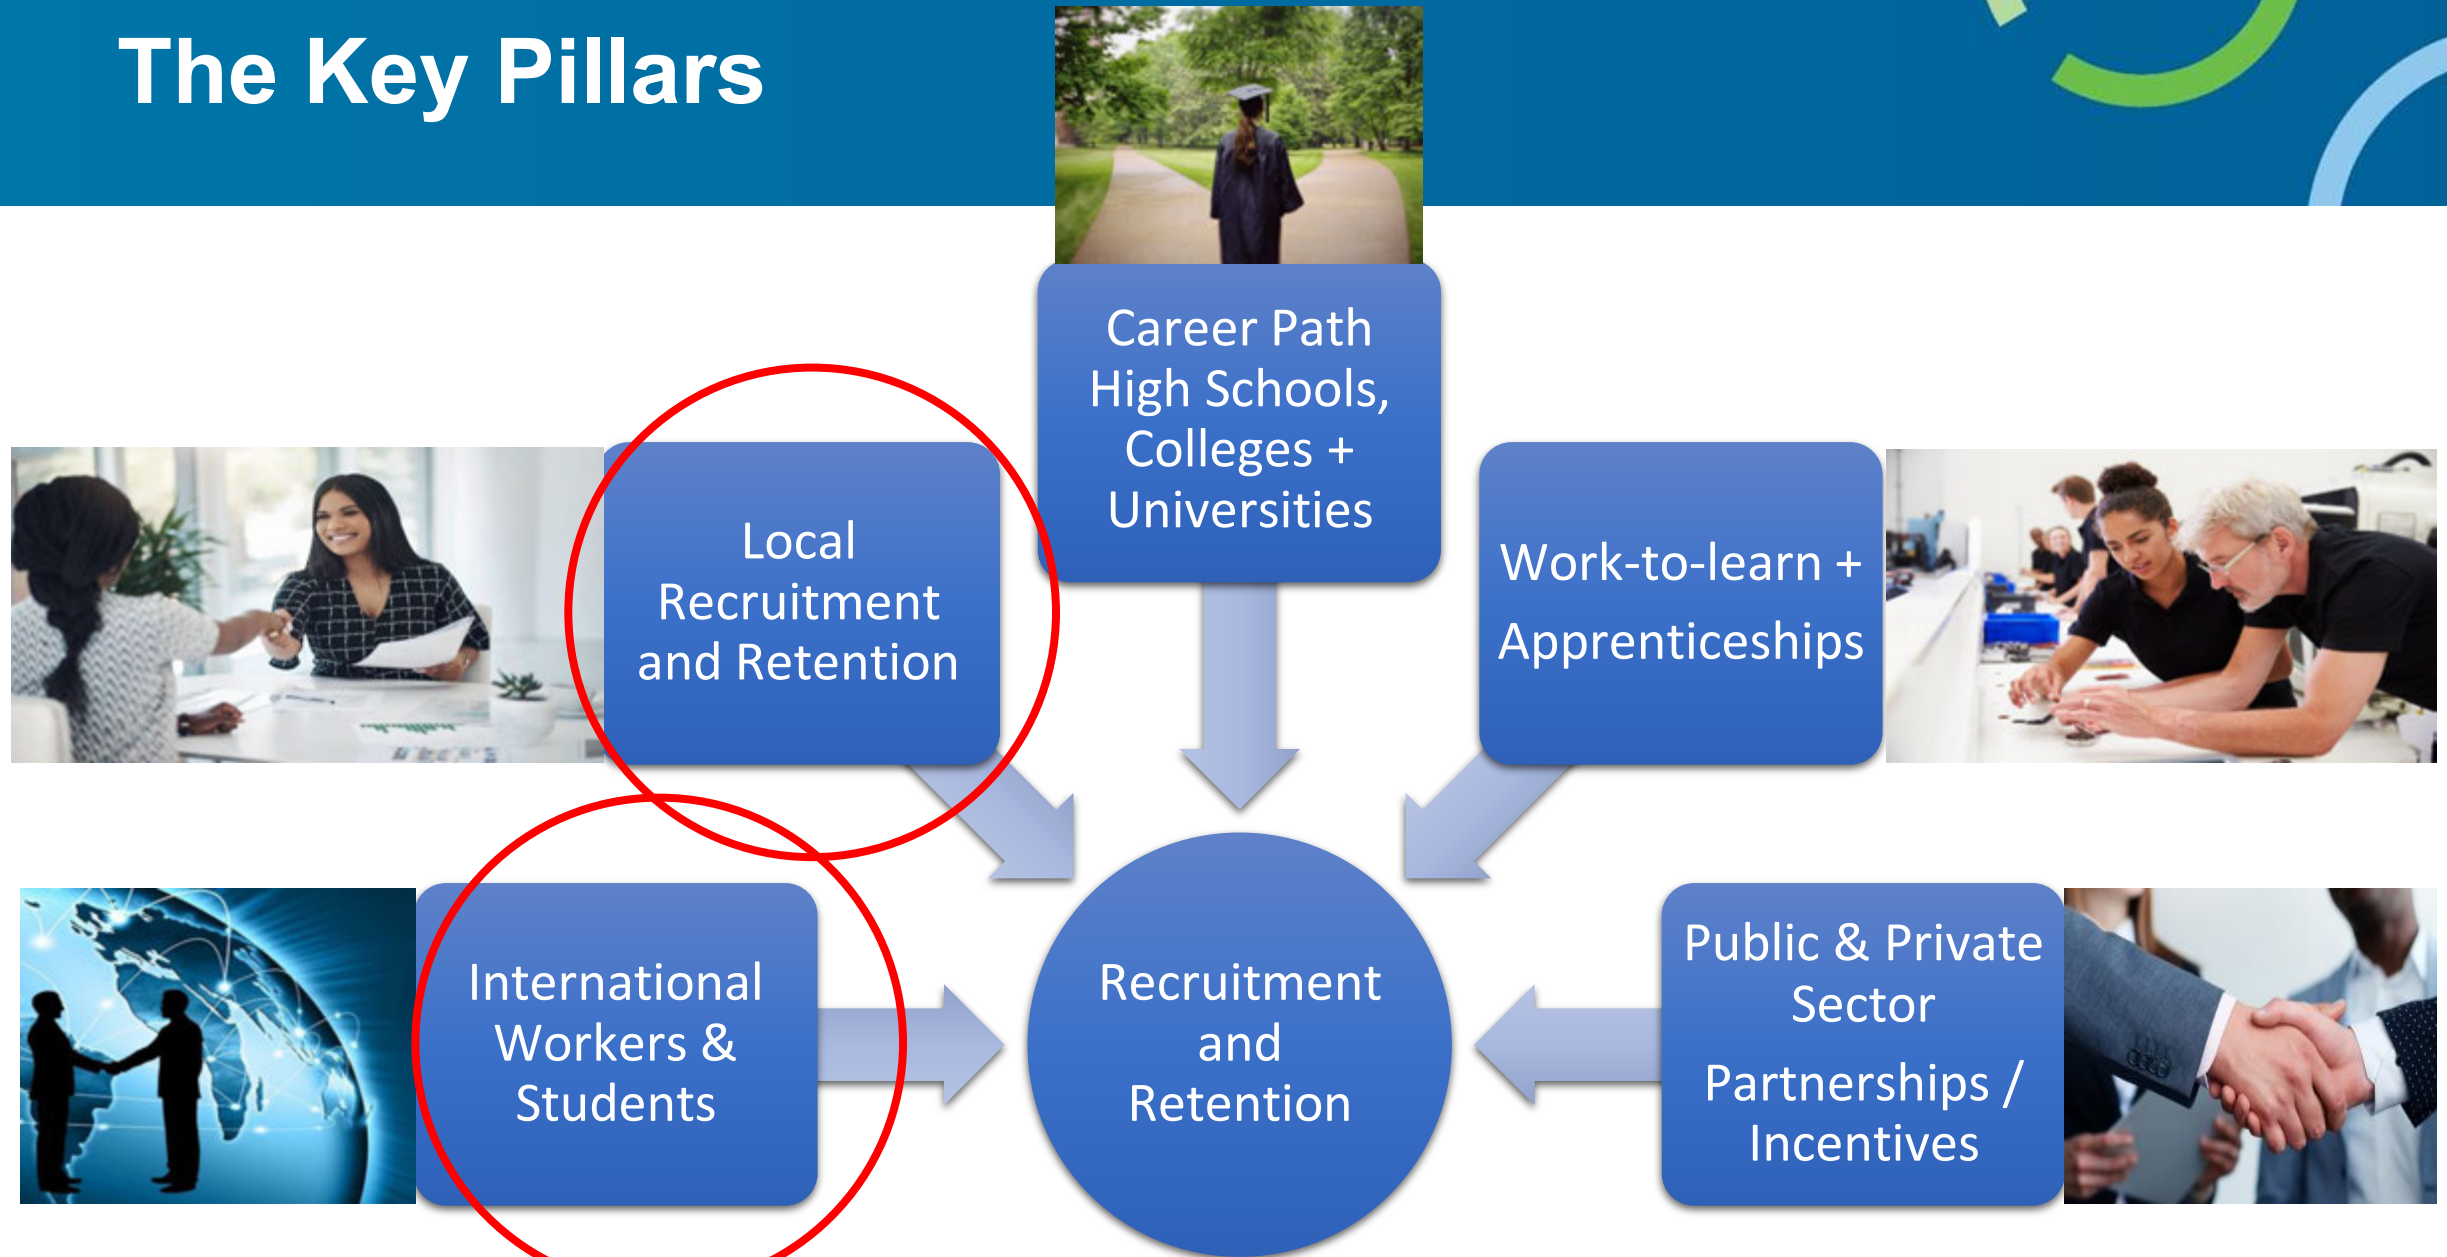 The Key Pillars
Career Path
High Schools,
Colleges +
Universities
Local
Recruitment
and Retention
Work-to-learn +
Apprenticeships
International
Workers &
Students
Recruitment
and
Retention
Public & Private
Sector
Partnerships /
Incentives